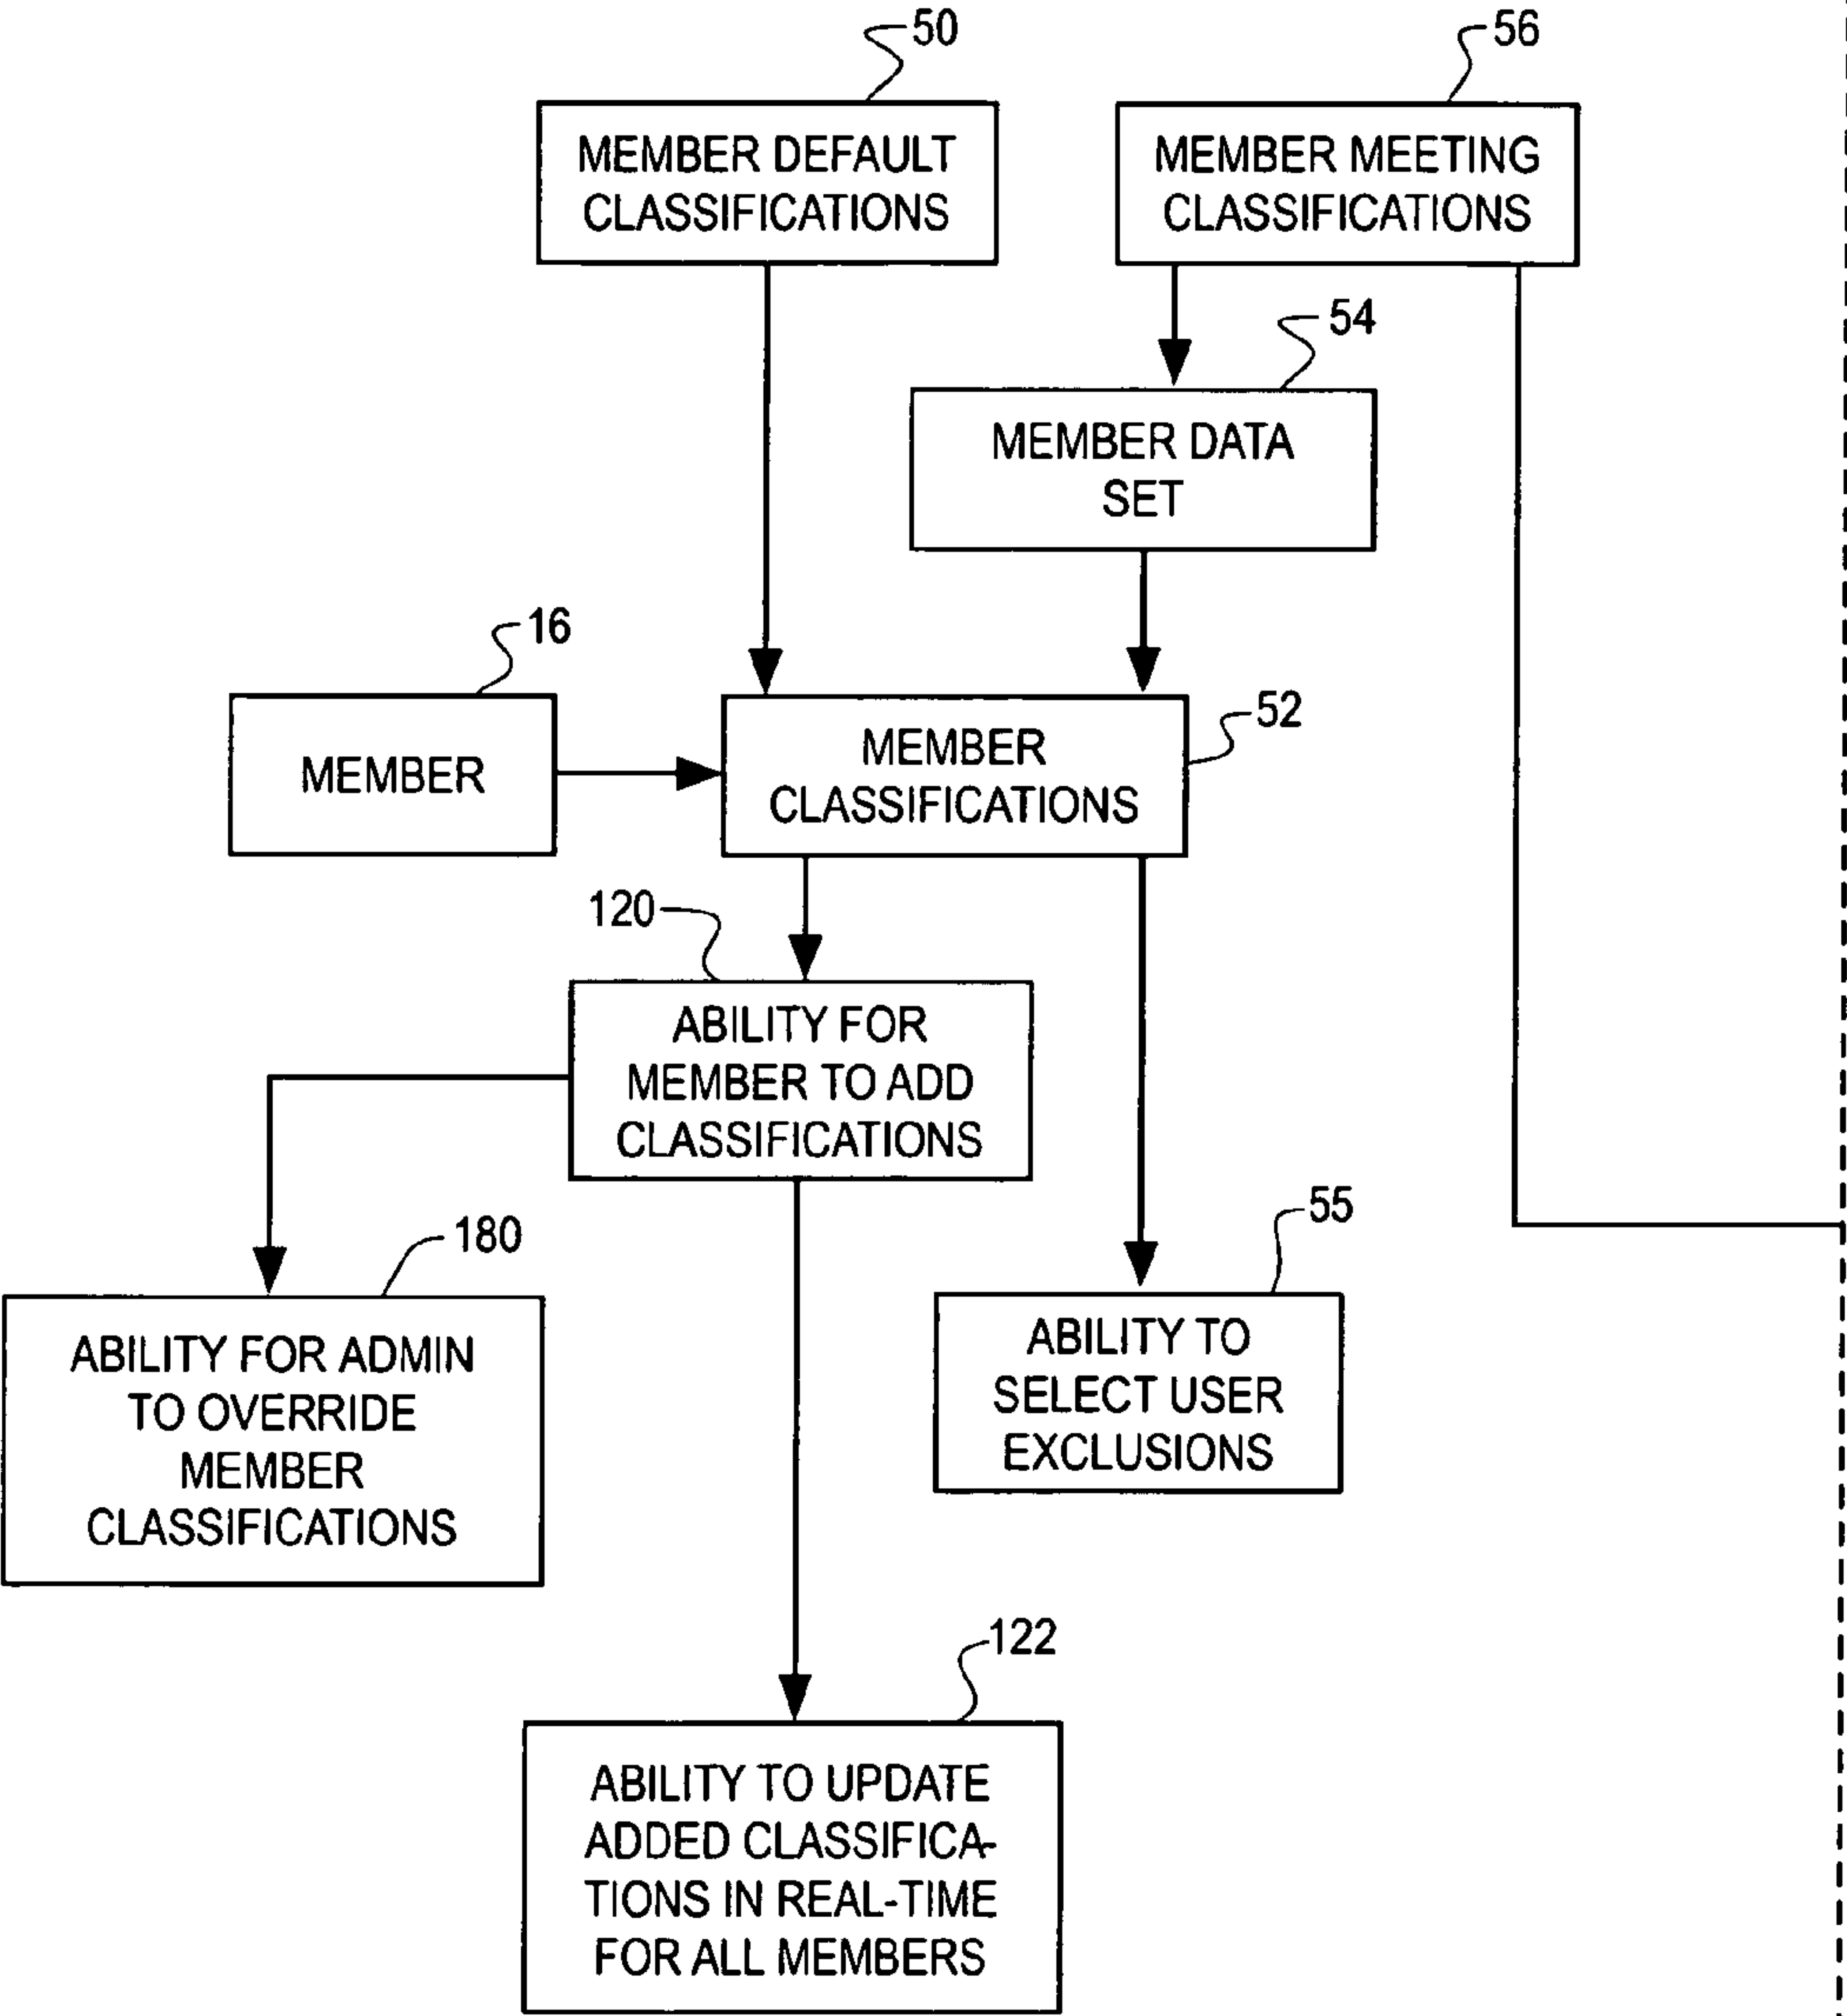 50
56
MEMBER DEFAULT
CLASSIFICATIONS
MEMBER MEETING
CLASSIFICATIONS
54
MEMBER DATA
SET
16
MEMBER
52
MEMBER
CLASSIFICATIONS
120
ABILITY FOR
MEMBER TO ADD
CLASSIFICATIONS
180
ABILITY FOR ADMIN
TO OVERRIDE
MEMBER
CLASSIFICATIONS
55
ABILITY TO
SELECT USER
EXCLUSIONS
122
ABILITY TO UPDATE
ADDED CLASSIFICA-
TIONS IN REAL-TIME
FOR ALL MEMBERS